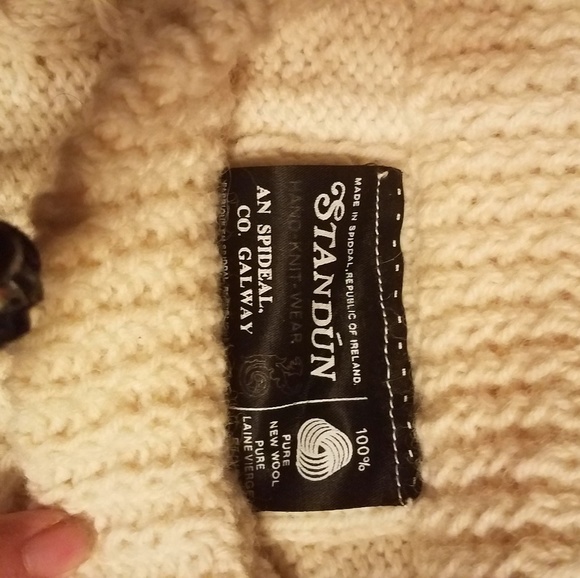 MADE IN SPIDDAL, REPUBLIC OF IRELAND.
STANDÚN
HAND-KNIT-WEAR
AN SPIDEAL,
CO. GALWAY
100%
PURE
NEW WOOL
PURE
LAINE VIERGE